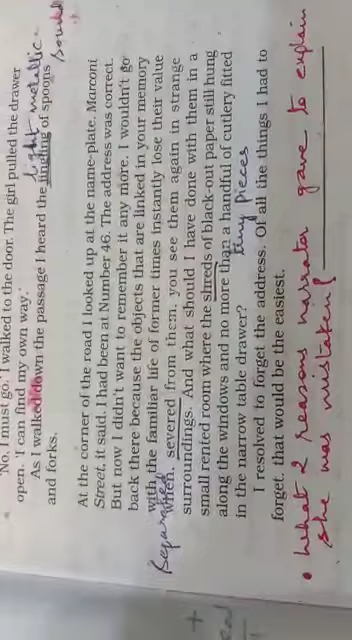 'No, I must go.' I walked to the door. The girl pulled the drawer
open. 'I can find my own way.'
light metallic sound
As I walked down the passage I heard the jingling of spoons
and forks.
At the corner of the road I looked up at the name-plate. Marconi
Street, it said. I had been at Number 46. The address was correct.
But now I didn't want to remember it any more. I wouldn't go
back there because the objects that are linked in your memory
with the familiar life of former times instantly lose their value
Separated
when, severed from them, you see them again in strange
surroundings. And what should I have done with them in a
small rented room where the shreds of black-out paper still hung
along the windows and no more than a handful of cutlery fitted
in the narrow table drawer?
tiny pieces
I resolved to forget the address. Of all the things I had to
forget, that would be the easiest.
• What 2 reasons narrator gave to explain
she was mistaken?
+